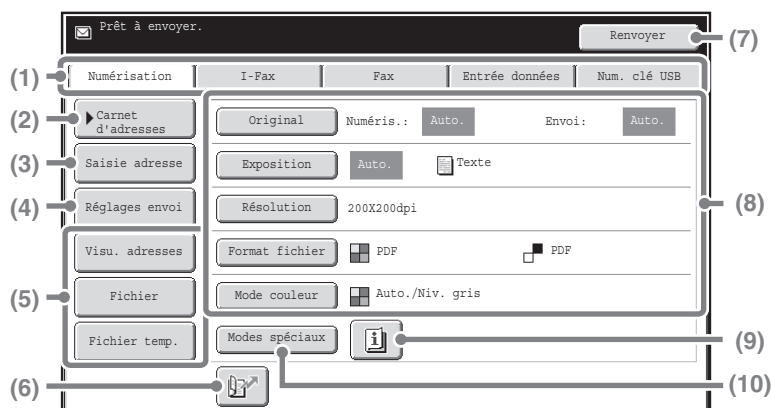 Prêt à envoyer.
Renvoyer
(7)
(1)
Numérisation
I-Fax
Fax
Entrée données
Num. clé USB
(2)
Carnet
d'adresses
Original
Numéris.:
Auto.
Envoi:
Auto.
(3)
Saisie adresse
Exposition
Auto.
Texte
(4)
Réglages envoi
Résolution
200X200dpi
(8)
Visu. adresses
Format fichier
PDF
PDF
(5)
Fichier
Mode couleur
Auto./Niv. gris
Fichier temp.
Modes spéciaux
(9)
(6)
(10)